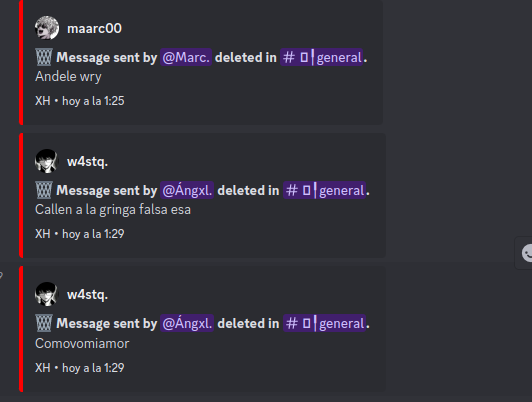 maarc00
🗑️ Message sent by @Marc. deleted in # general.
Andele wry
XH • hoy a la 1:25
w4stq.
🗑️ Message sent by @Ángxl. deleted in # general.
Callen a la gringa falsa esa
XH • hoy a la 1:29
w4stq.
🗑️ Message sent by @Ángxl. deleted in # general.
Comovomiamor
XH • hoy a la 1:29